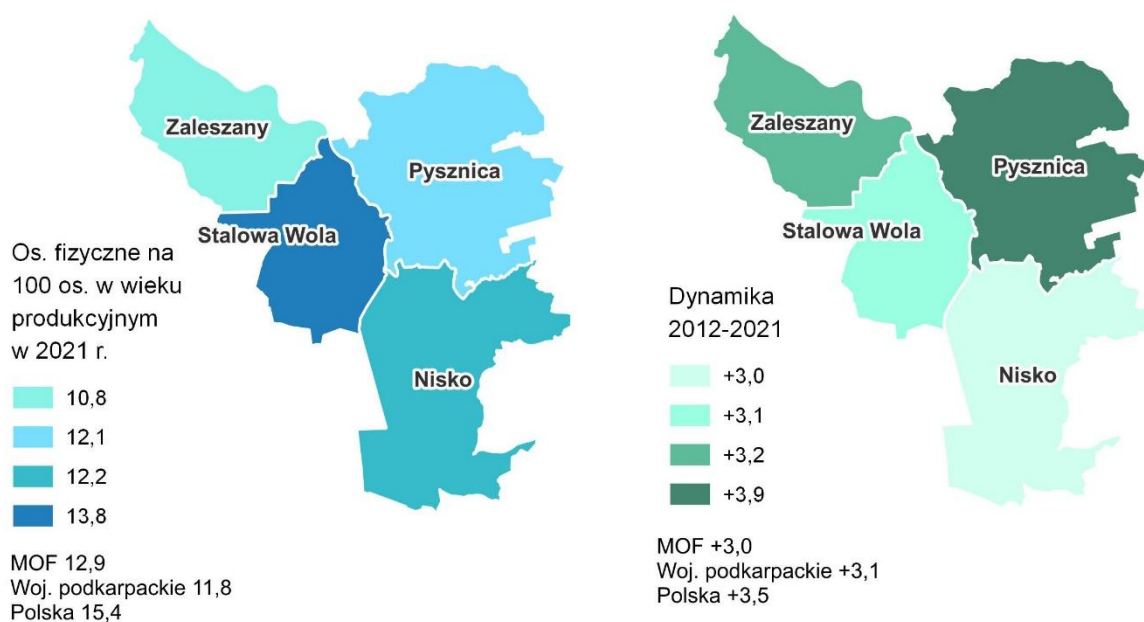 Zaleszany
Pysznica
Stalowa Wola
Nisko
Os. fizyczne na
100 os. w wieku
produkcyjnym
w 2021 r.
10,8
12,1
12,2
13,8
MOF 12,9
Woj. podkarpackie 11,8
Polska 15,4
Zaleszany
Pysznica
Stalowa Wola
Nisko
Dynamika
2012-2021
+3,0
+3,1
+3,2
+3,9
MOF +3,0
Woj. podkarpackie +3,1
Polska +3,5